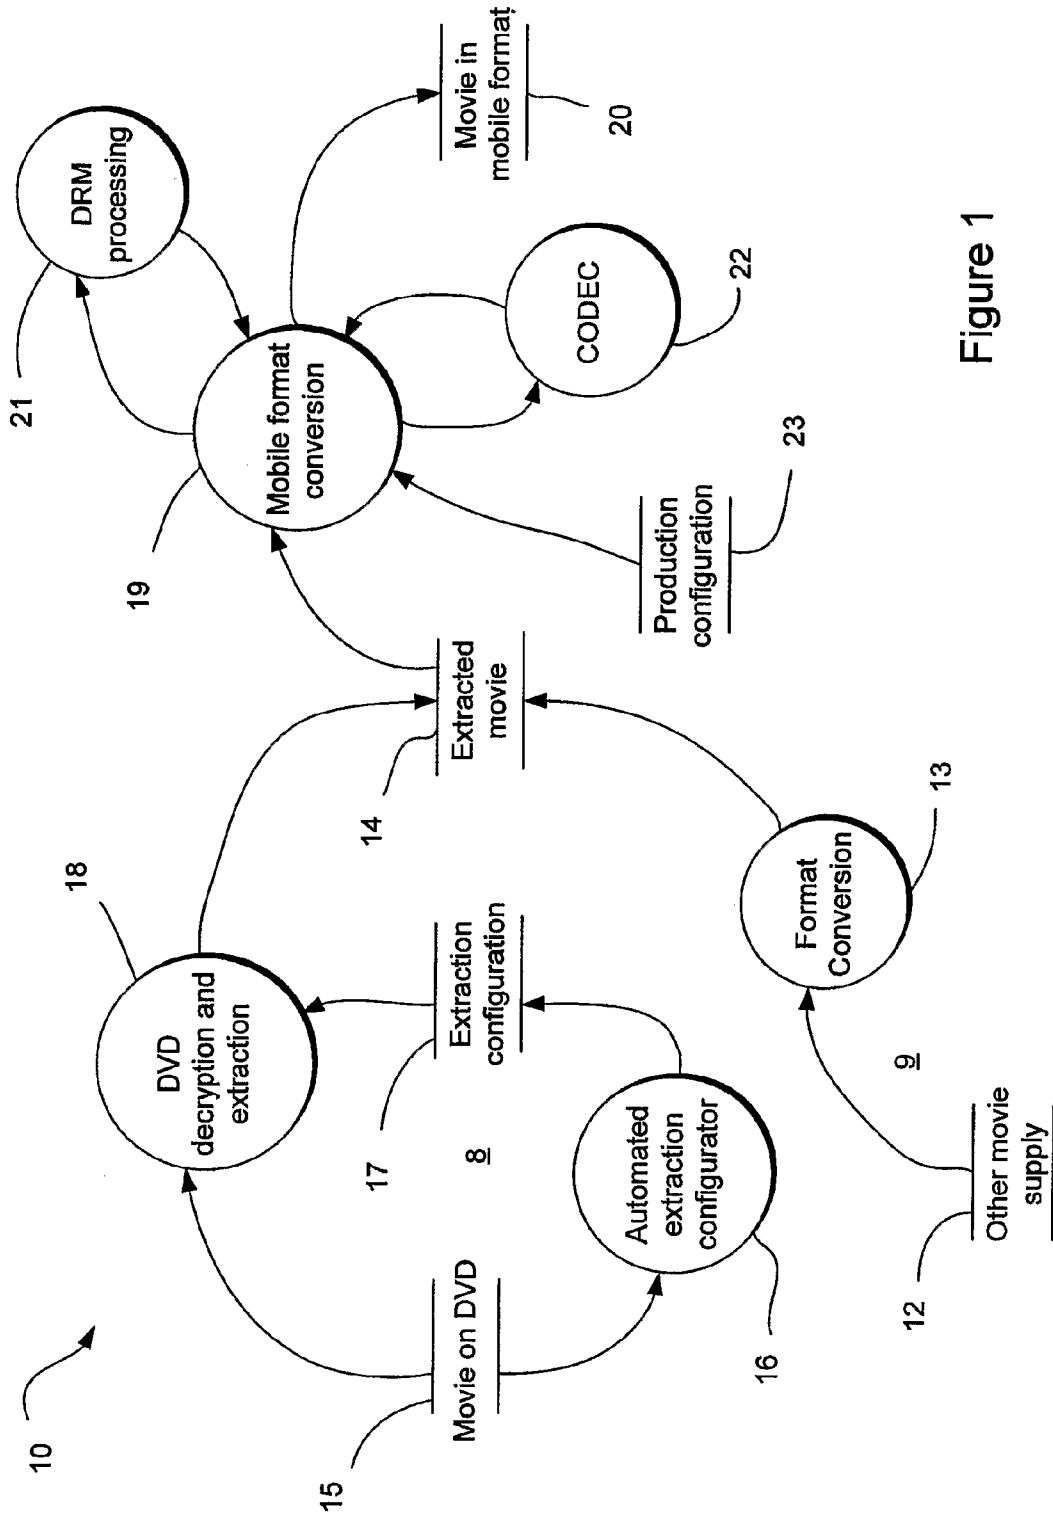 10
15
Movie on DVD
16
Automated
extraction
configurator
12
Other movie
supply
18
DVD
decryption and
extraction
17
Extraction
configuration
8
9
Format
Conversion
13
14
Extracted
movie
19
Mobile format
conversion
Production
configuration
23
21
DRM
processing
CODEC
22
Movie in
mobile format
20
Figure 1